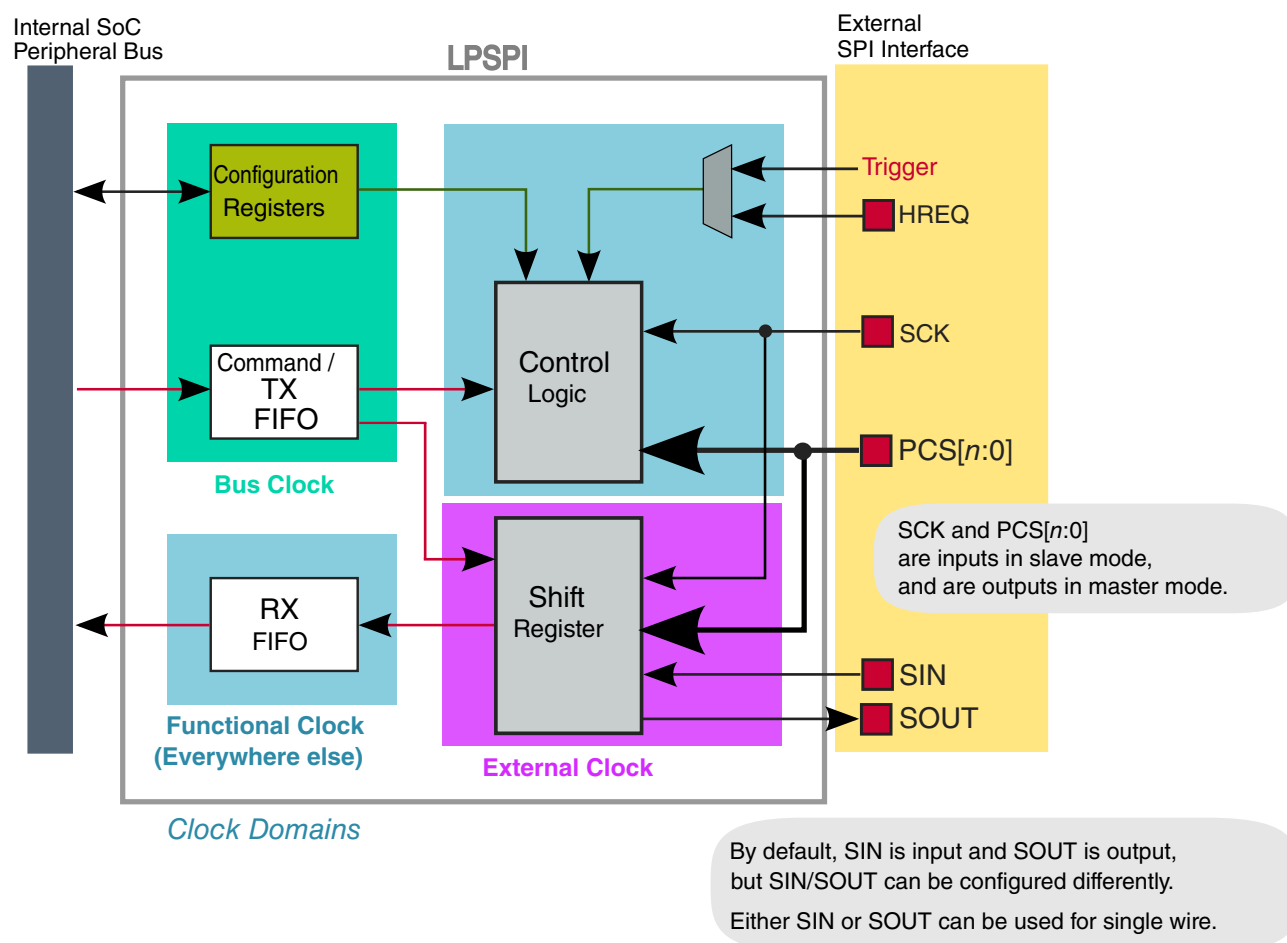 Internal SoC
Peripheral Bus
External
SPI Interface
LPSPI
Configuration
Registers
Trigger
HREQ
SCK
Control
Logic
Command /
TX
FIFO
PCS[n:0]
Bus Clock
SCK and PCS[n:0]
are inputs in slave mode,
and are outputs in master mode.
RX
FIFO
Shift
Register
SIN
SOUT
Functional Clock
(Everywhere else)
External Clock
Clock Domains
By default, SIN is input and SOUT is output,
but SIN/SOUT can be configured differently.
Either SIN or SOUT can be used for single wire.